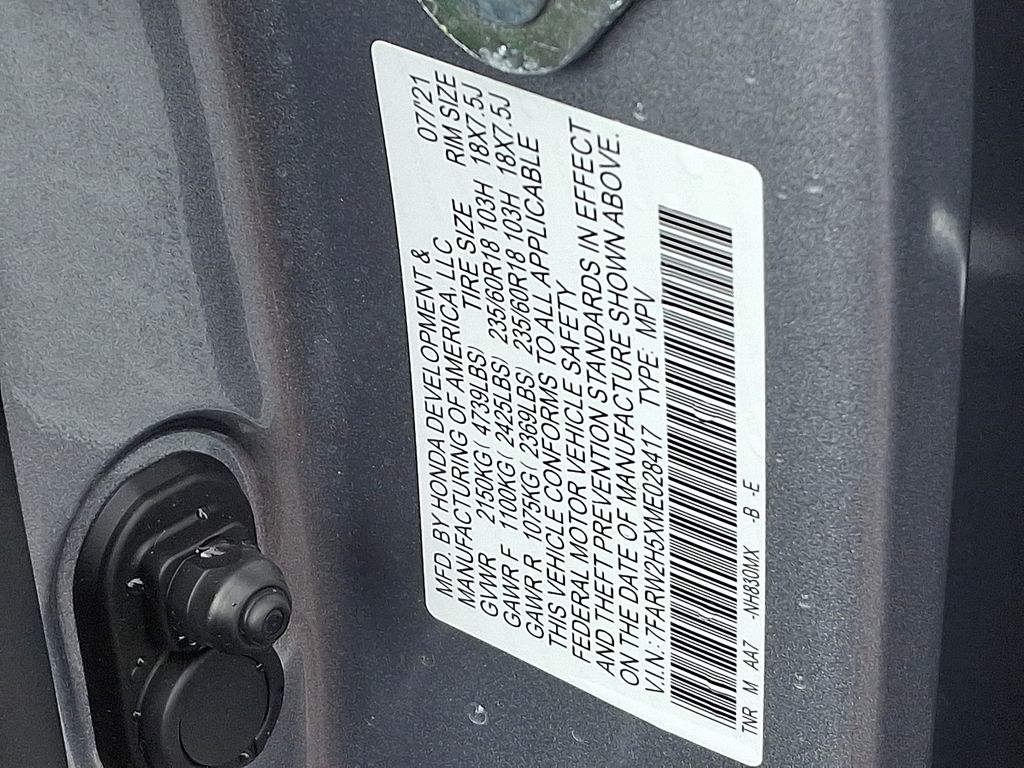 MFD. BY HONDA DEVELOPMENT & 07/'21
MANUFACTURING OF AMERICA, LLC RIM SIZE
GVWR 2150KG( 4739LBS) TIRE SIZE 18X7.5J
GAWR F 1100KG( 2425LBS) 235/60R18 103H 18X7.5J
GAWR R 1075KG( 2369LBS) 235/60R18 103H
THIS VEHICLE CONFORMS TO ALL APPLICABLE
FEDERAL MOTOR VEHICLE SAFETY
AND THEFT PREVENTION STANDARDS IN EFFECT
ON THE DATE OF MANUFACTURE SHOWN ABOVE.
V.I.N.: 7FARW2H5XME028417 TYPE: MPV
TNR M AA7 -NH830MX -B -E